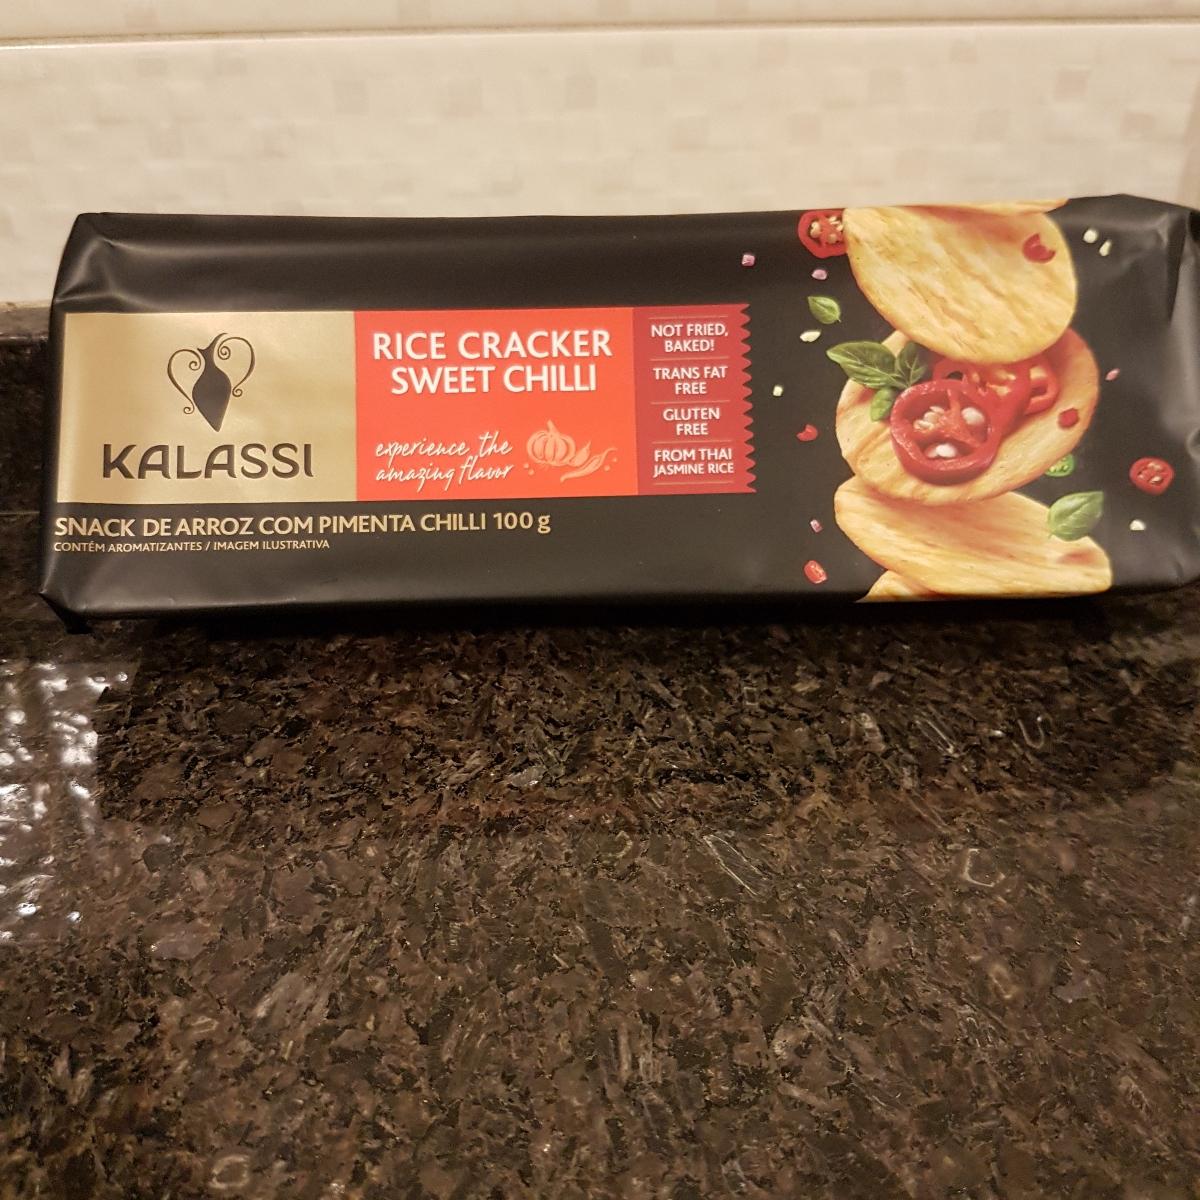 KALASSI
RICE CRACKER
SWEET CHILLI
experience the
amazing flavor
NOT FRIED,
BAKED!
TRANS FAT
FREE
GLUTEN
FREE
FROM THAI
JASMINE RICE
SNACK DE ARROZ COM PIMENTA CHILLI 100 g
CONTÉM AROMATIZANTES / IMAGEM ILUSTRATIVA